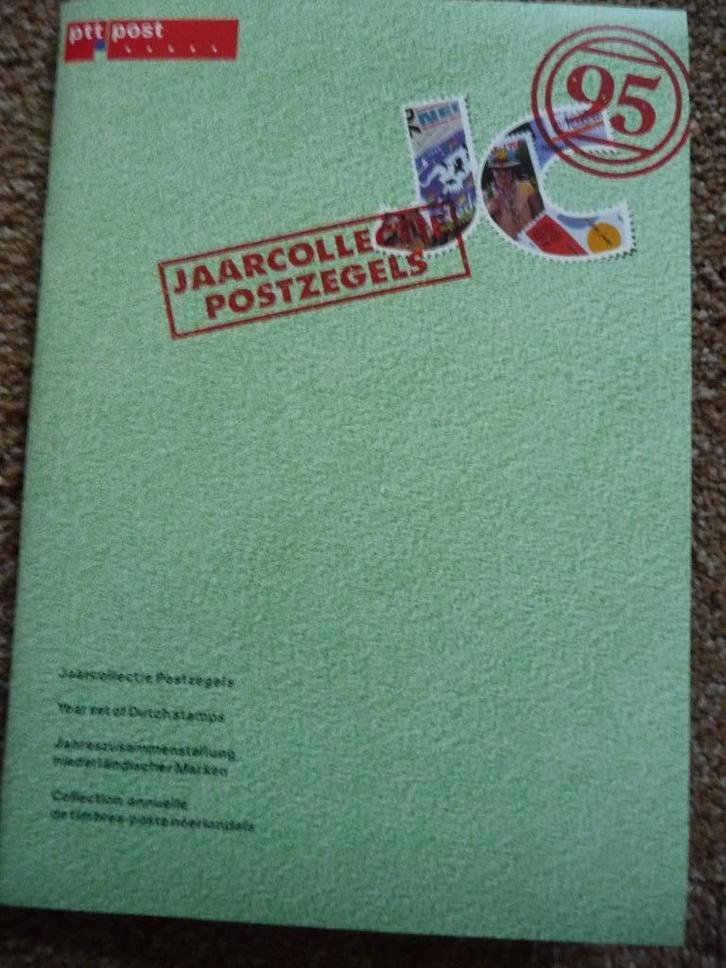 ptt post
95
JAARCOLLECTIE
POSTZEGELS
Jaarcollectie Postzegels
Year set of Dutch stamps
Jahreszusammenstellung
niederländischer Marken
Collection annuelle
de timbres-poste néerlandais